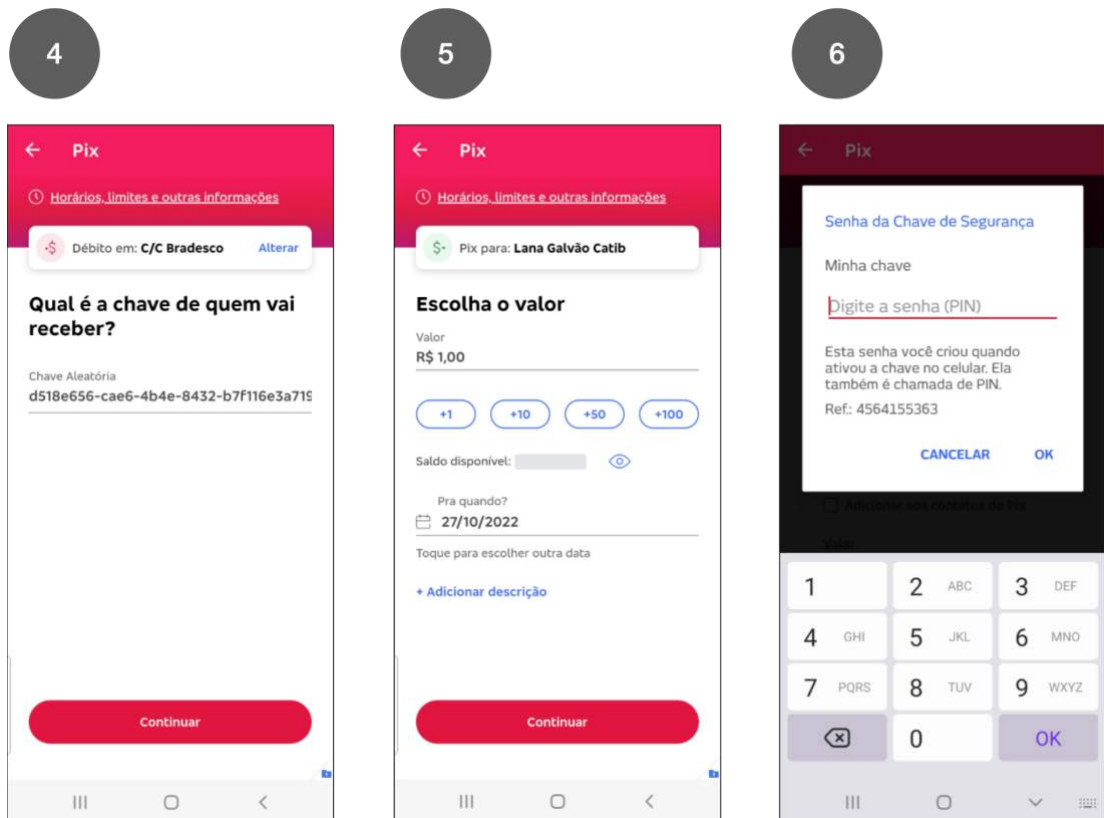 4
5
6
Pix
Horários, limites e outras informações
Débito em: C/C Bradesco Alterar
Qual é a chave de quem vai
receber?
Chave Aleatória
d518e656-cae6-4b4e-8432-b7f116e3a719
Continuar
Pix
Horários, limites e outras informações
Pix para: Lana Galvão Catib
Escolha o valor
Valor
R$ 1,00
+1 +10 +50 +100
Saldo disponível:
Pra quando?
27/10/2022
Toque para escolher outra data
+ Adicionar descrição
Continuar
Pix
Senha da Chave de Segurança
Minha chave
Digite a senha (PIN)
Esta senha você criou quando
ativou a chave no celular. Ela
também é chamada de PIN.
Ref.: 4564155363
CANCELAR OK
Adicionar aos contatos do Pix
Valor
1 2 ABC 3 DEF
4 GHI 5 JKL 6 MNO
7 PQRS 8 TUV 9 WXYZ
0 OK